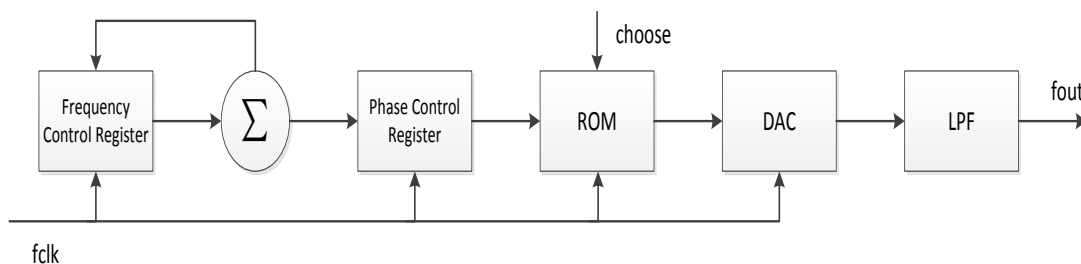 choose
Frequency
Control Register
Σ
Phase Control
Register
ROM
DAC
LPF
fout
fclk